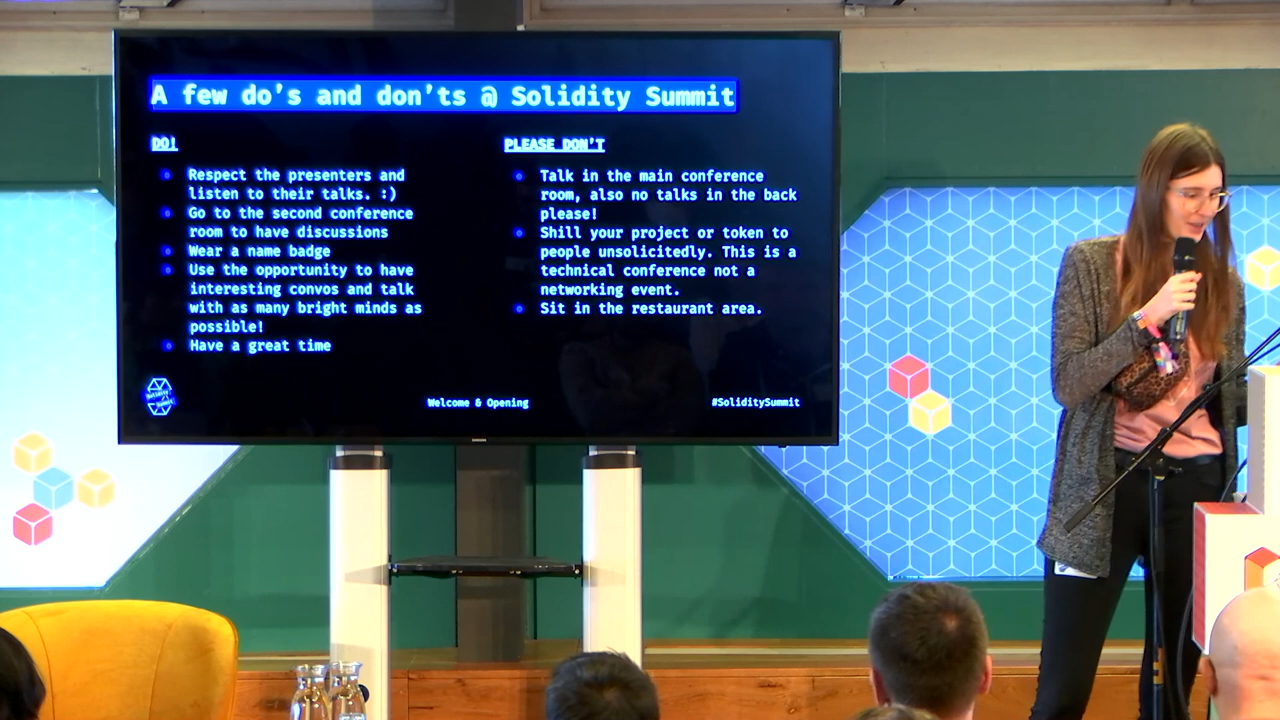 A few do's and don'ts @ Solidity Summit
DO!
Respect the presenters and
listen to their talks. :)
Go to the second conference
room to have discussions
Wear a name badge
Use the opportunity to have
interesting convos and talk
with as many bright minds as
possible!
Have a great time
PLEASE DON'T
Talk in the main conference
room, also no talks in the back
please!
Shill your project or token to
people unsolicitedly. This is a
technical conference not a
networking event.
Sit in the restaurant area.
Welcome & Opening
#SoliditySummit